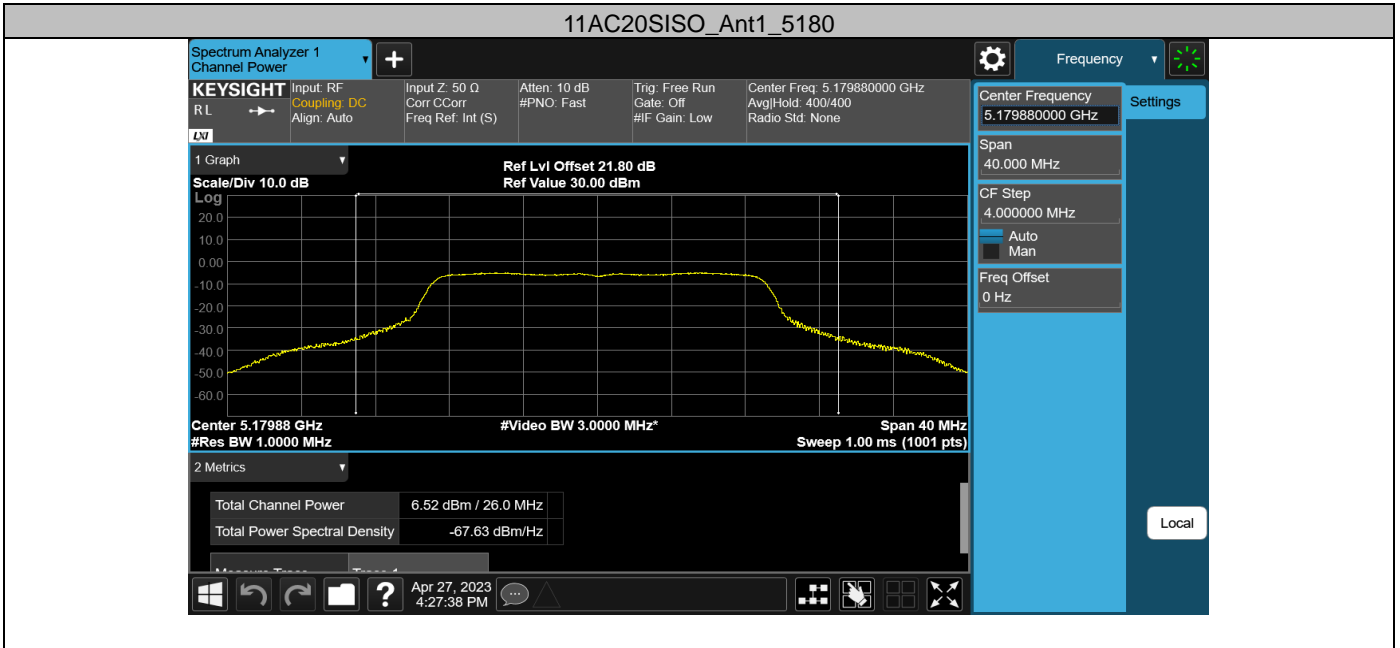 11AC20SISO_Ant1_5180
Spectrum Analyzer 1
Channel Power
Frequency
KEYSIGHT
R L
LXI
Input: RF
Coupling: DC
Align: Auto
Input Z: 50 Ω
Corr CCorr
Freq Ref: Int (S)
Atten: 10 dB
#PNO: Fast
Trig: Free Run
Gate: Off
#IF Gain: Low
Center Freq: 5.179880000 GHz
Avg|Hold: 400/400
Radio Std: None
Center Frequency
5.179880000 GHz
Settings
Span
40.000 MHz
CF Step
4.000000 MHz
Auto
Man
Freq Offset
0 Hz
Local
1 Graph
Ref Lvl Offset 21.80 dB
Scale/Div 10.0 dB
Ref Value 30.00 dBm
Log
20.0
10.0
0.00
-10.0
-20.0
-30.0
-40.0
-50.0
-60.0
Center 5.17988 GHz
#Video BW 3.0000 MHz*
Span 40 MHz
#Res BW 1.0000 MHz
Sweep 1.00 ms (1001 pts)
2 Metrics
Total Channel Power 6.52 dBm / 26.0 MHz
Total Power Spectral Density -67.63 dBm/Hz
Measure Trace Trace 1
?
Apr 27, 2023
4:27:38 PM